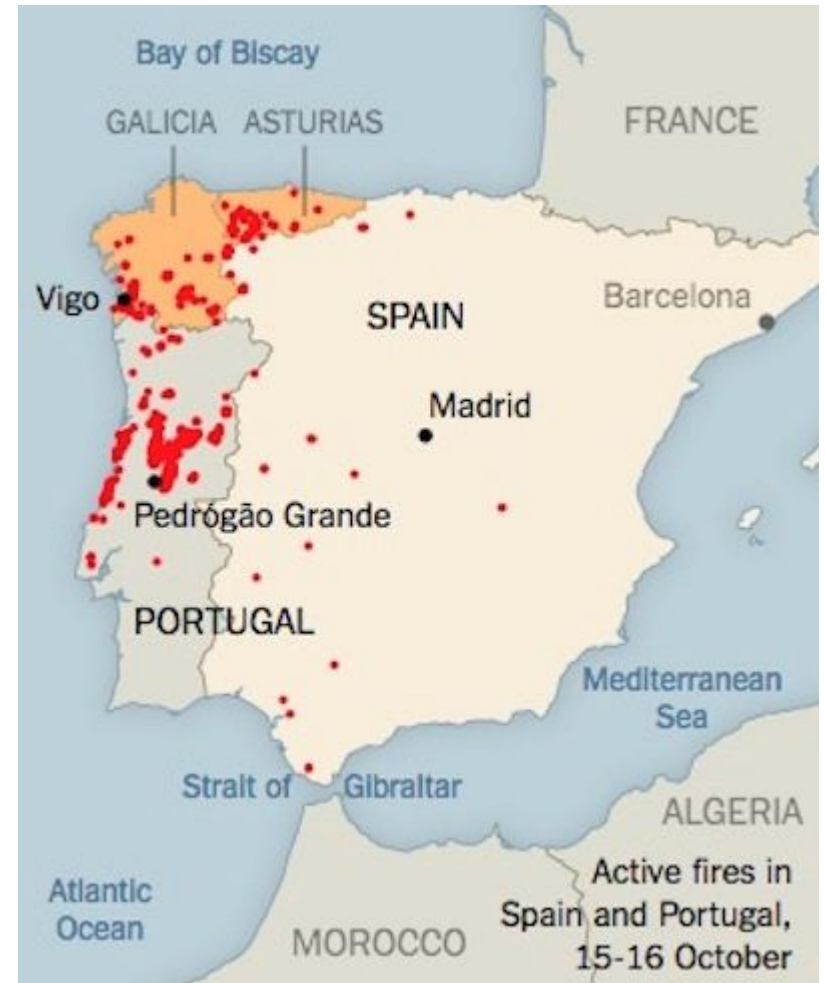 Bay of Biscay
GALICIA ASTURIAS
FRANCE
Vigo
SPAIN
Barcelona
Madrid
Pedrógão Grande
PORTUGAL
Mediterranean
Sea
Strait of Gibraltar
ALGERIA
Atlantic
Ocean
MOROCCO
Active fires in
Spain and Portugal,
15-16 October